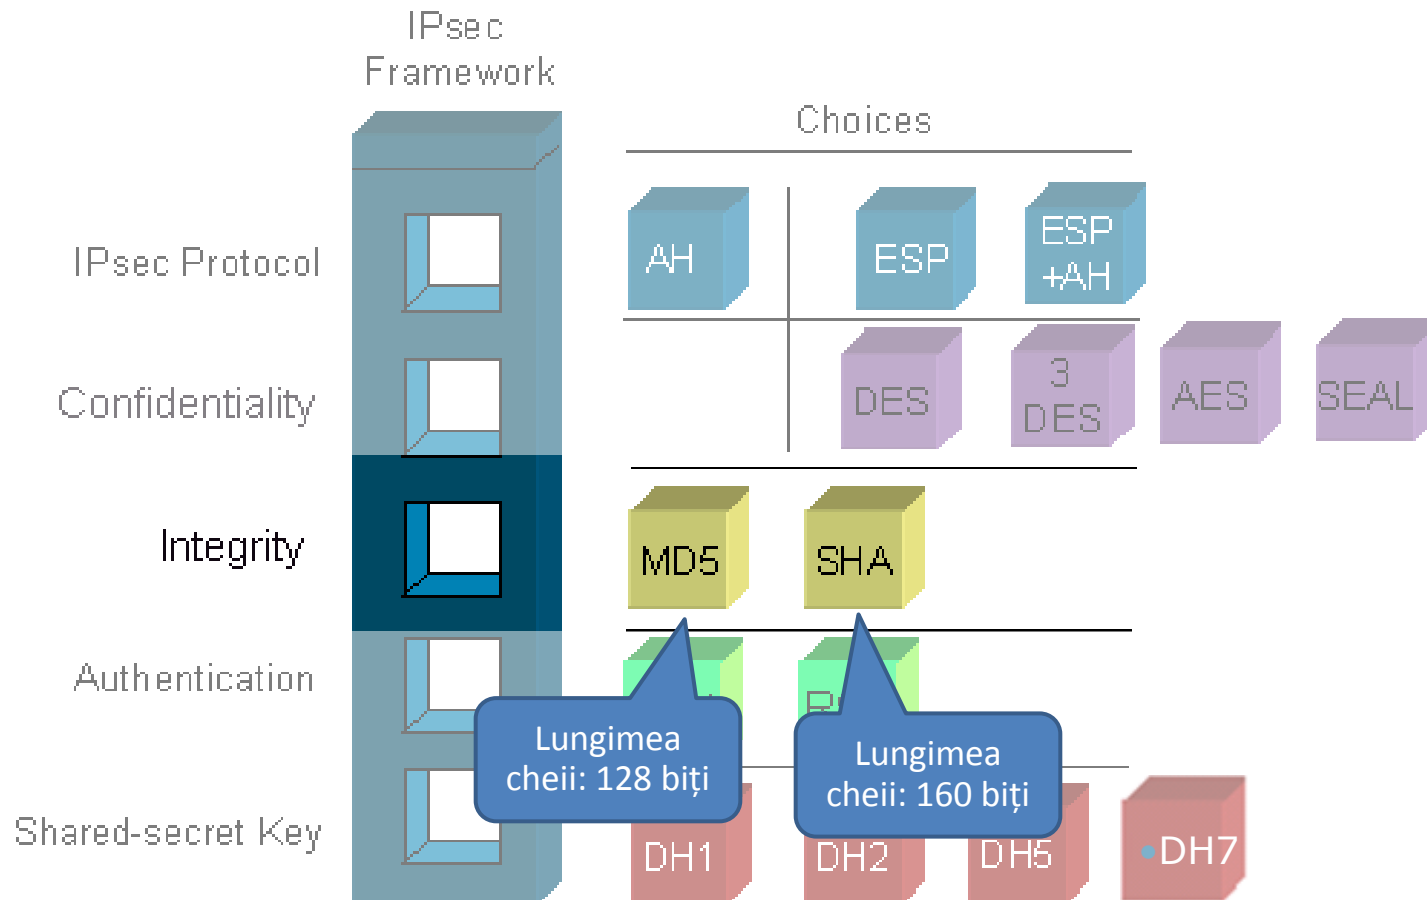 IPsec
Framework
Choices
IPsec Protocol
AH
ESP
ESP
+AH
Confidentiality
DES
3
DES
AES
SEAL
Integrity
MD5
SHA
Authentication
Lungimea
cheii: 128 biți
Lungimea
cheii: 160 biți
Shared-secret Key
DH1
DH2
DH5
•DH7